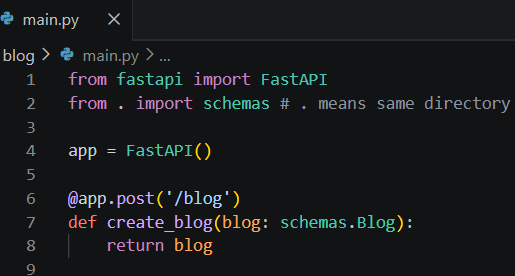 main.py ×
blog > main.py > ...
1 from fastapi import FastAPI
2 from . import schemas # . means same directory
3
4 app = FastAPI()
5
6 @app.post('/blog')
7 def create_blog(blog: schemas.Blog):
8     return blog
9